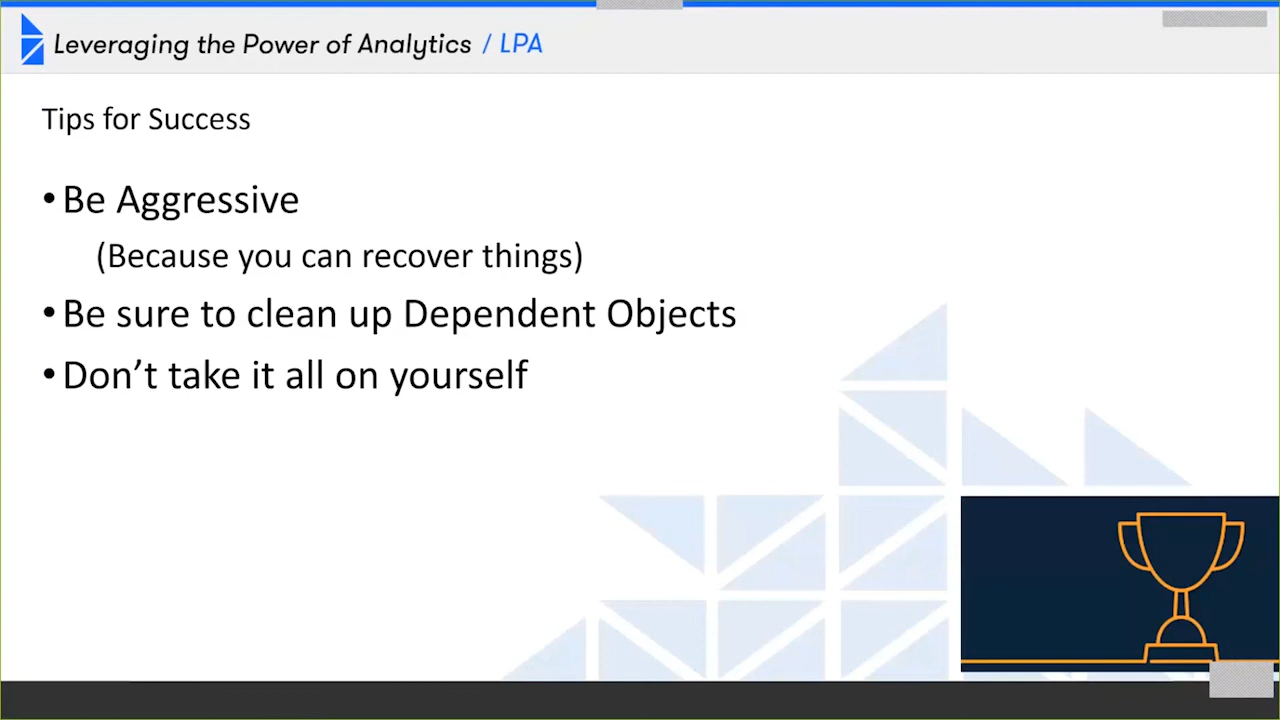 Leveraging the Power of Analytics / LPA
Tips for Success
•Be Aggressive
(Because you can recover things)
•Be sure to clean up Dependent Objects
•Don’t take it all on yourself